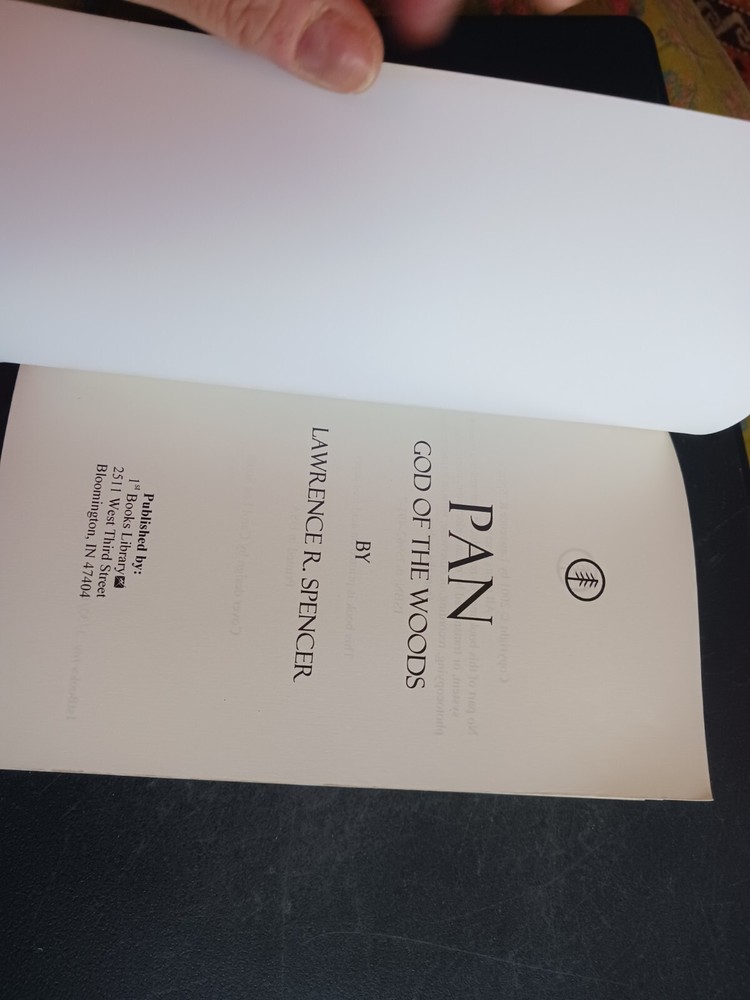 PAN
GOD OF THE WOODS
BY
LAWRENCE R. SPENCER
Published by:
1st Books Library
2511 West Third Street
Bloomington, IN 47404